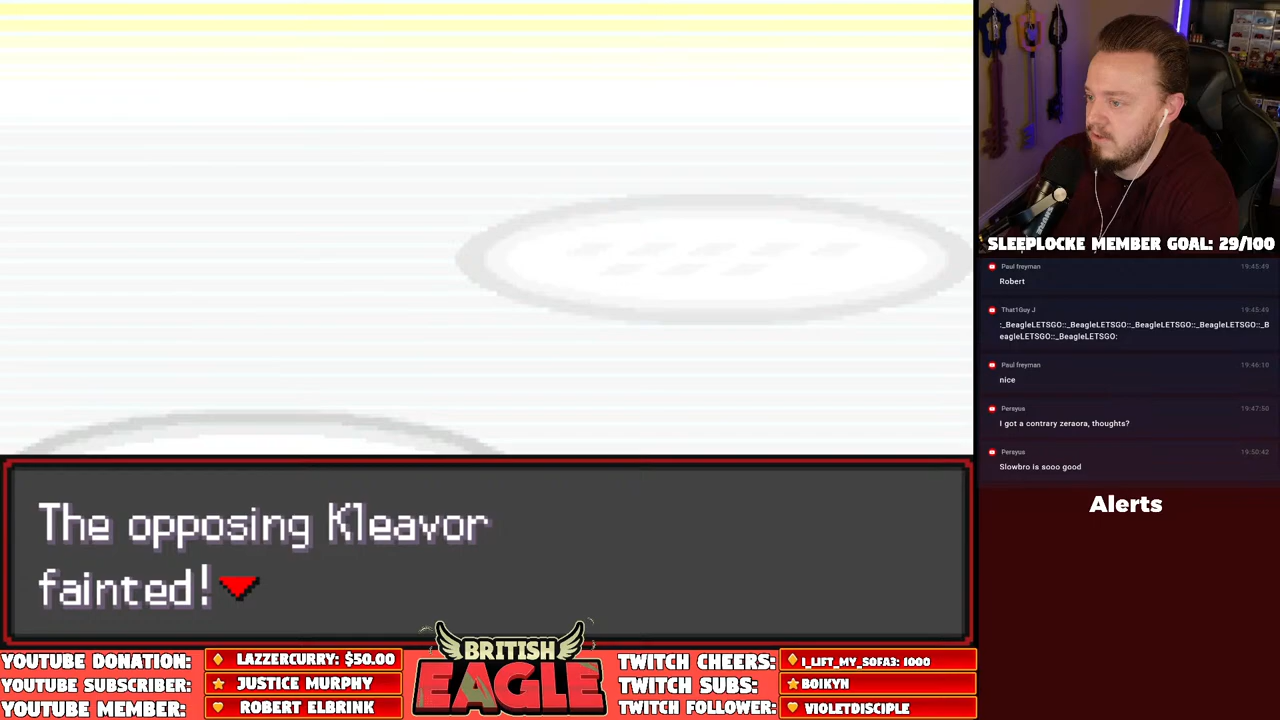 The opposing Kleavor
fainted!
SLEEPLOCKE MEMBER GOAL: 29/100
Paul freyman 19:45:49
Robert
That1Guy J 19:45:49
:_BeagleLETSGO::_BeagleLETSGO::_BeagleLETSGO::_BeagleLETSGO::_B
eagleLETSGO::_BeagleLETSGO:
Paul freyman 19:46:10
nice
Persyus 19:47:50
I got a contrary zeraora, thoughts?
Persyus 19:50:42
Slowbro is sooo good
Alerts
YOUTUBE DONATION: LAZZERCURRY: $50.00
YOUTUBE SUBSCRIBER: JUSTICE MURPHY
YOUTUBE MEMBER: ROBERT ELBRINK
BRITISH
EAGLE
TWITCH CHEERS: I_LIFT_MY_SOFA3: 1000
TWITCH SUBS: BOIKYN
TWITCH FOLLOWER: VIOLETDISCIPLE